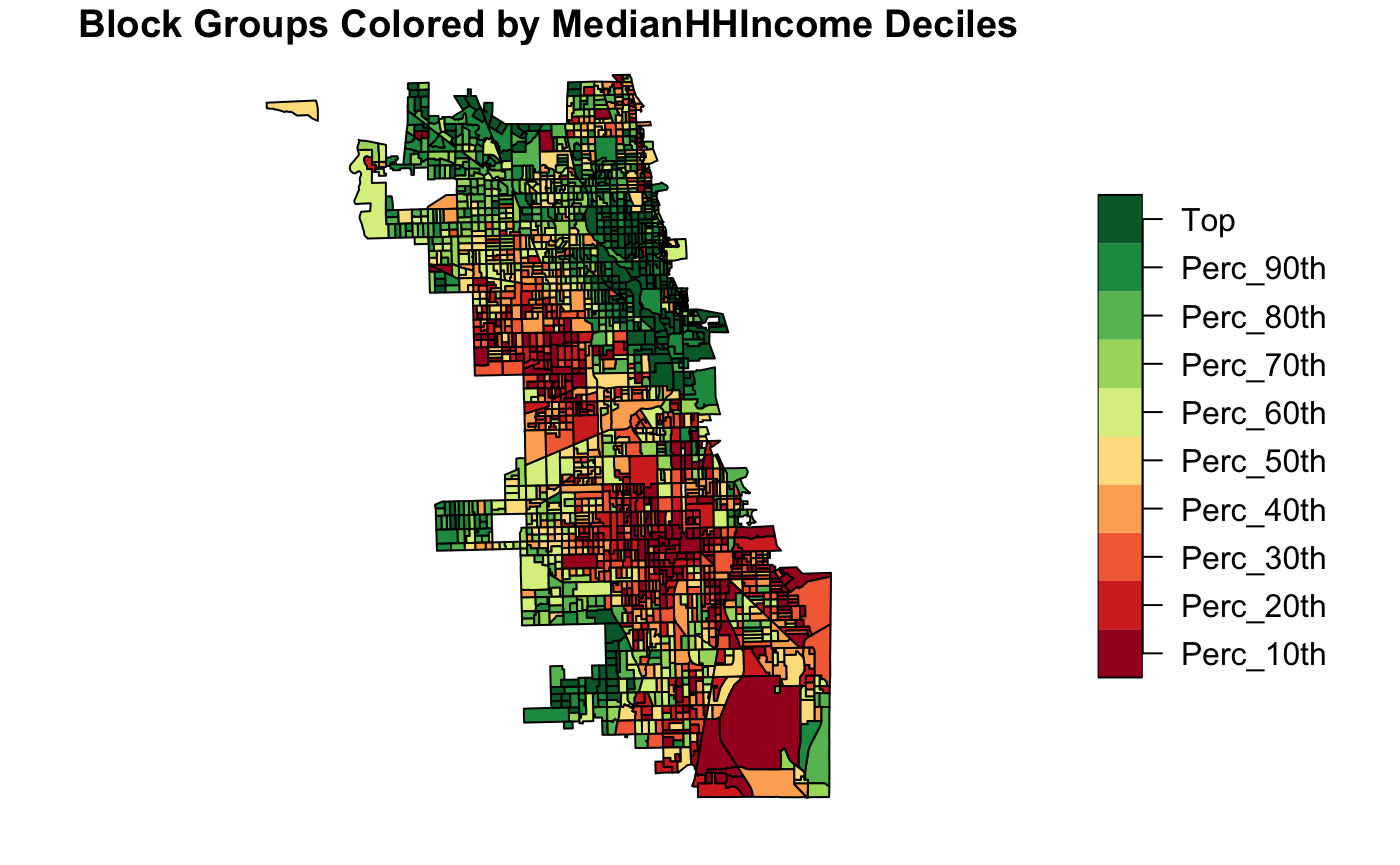 Block Groups Colored by MedianHHIncome Deciles
Top
Perc_90th
Perc_80th
Perc_70th
Perc_60th
Perc_50th
Perc_40th
Perc_30th
Perc_20th
Perc_10th